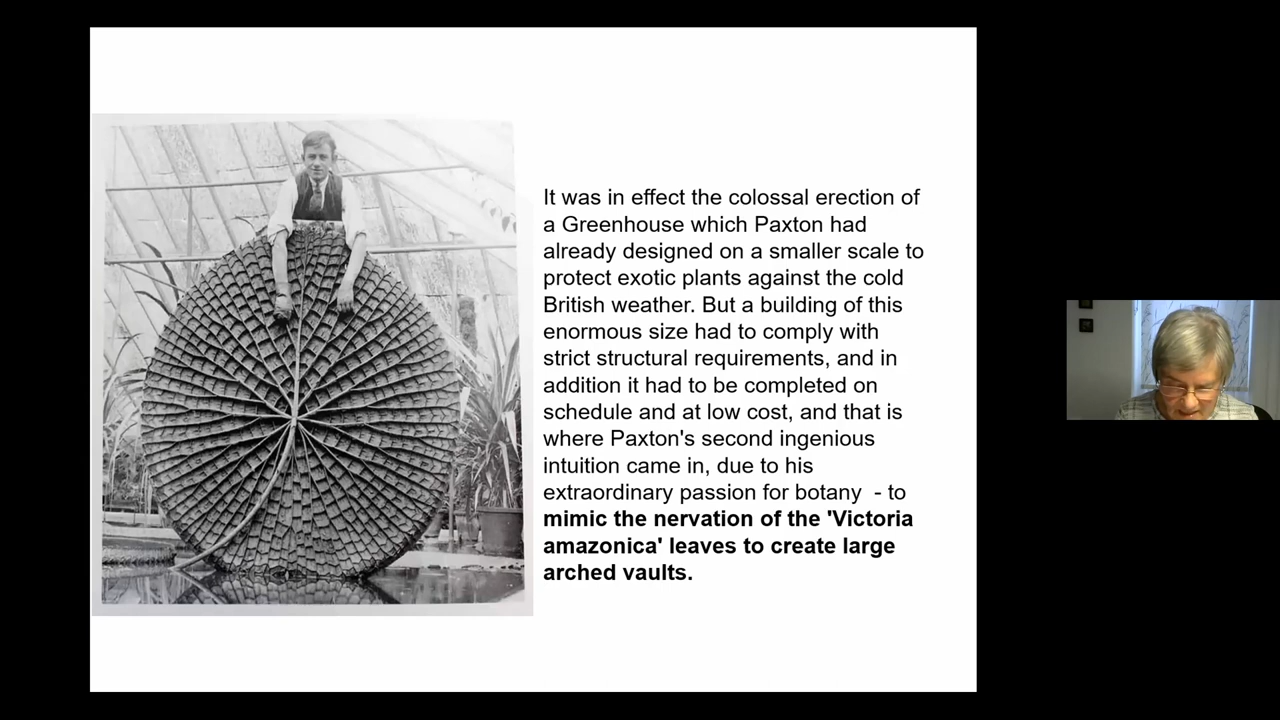 It was in effect the colossal erection of
a Greenhouse which Paxton had
already designed on a smaller scale to
protect exotic plants against the cold
British weather. But a building of this
enormous size had to comply with
strict structural requirements, and in
addition it had to be completed on
schedule and at low cost, and that is
where Paxton's second ingenious
intuition came in, due to his
extraordinary passion for botany  - to
mimic the nervation of the 'Victoria
amazonica' leaves to create large
arched vaults.